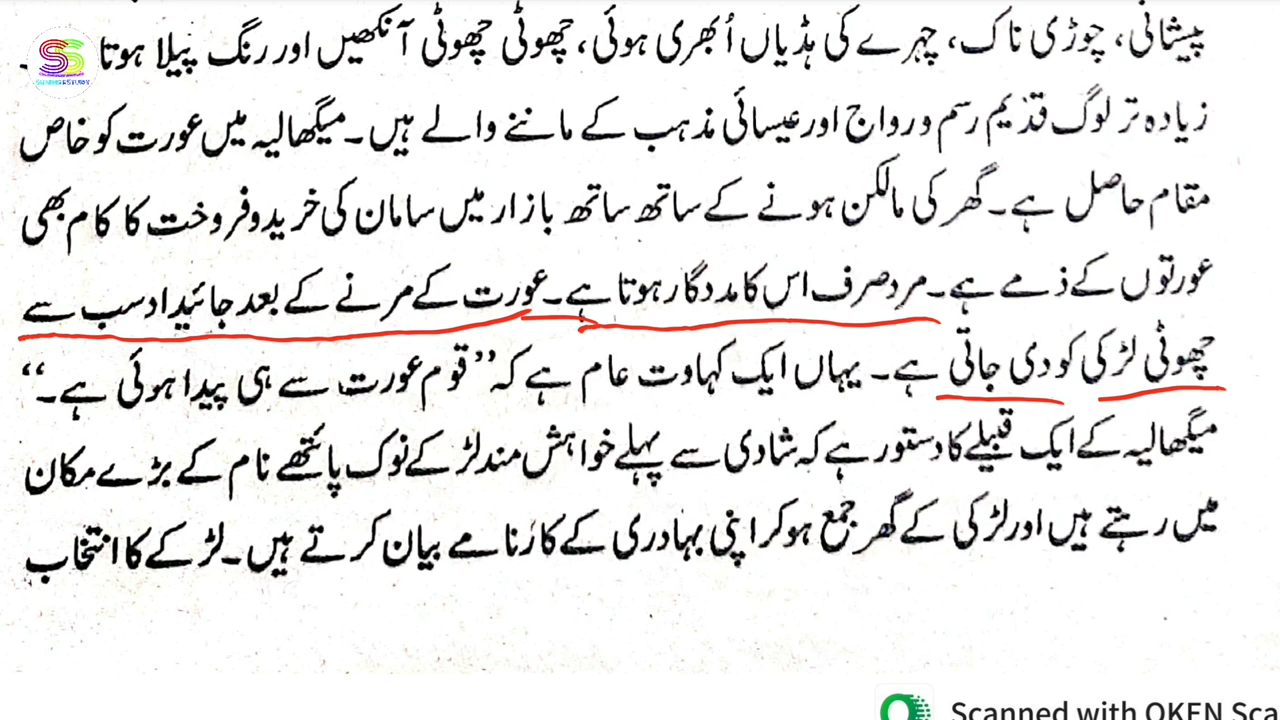 پیشانی، چوڑی ناک، چہرے کی ہڈیاں اُبھری ہوئی، چھوٹی چھوٹی آنکھیں اور رنگ پیلا ہوتا
زیادہ تر لوگ قدیم رسم و رواج اور عیسائی مذہب کے ماننے والے ہیں۔ میگھالیہ میں عورت کو خاص
مقام حاصل ہے۔ گھر کی مالکن ہونے کے ساتھ ساتھ بازار میں سامان کی خرید و فروخت کا کام بھی
عورتوں کے ذمے ہے۔ مرد صرف اس کا مددگار ہوتا ہے۔ عورت کے مرنے کے بعد جائیداد سب سے
چھوٹی لڑکی کو دی جاتی ہے۔ یہاں ایک کہاوت عام ہے کہ ”قوم عورت سے ہی پیدا ہوئی ہے۔“
میگھالیہ کے ایک قبیلے کا دستور ہے کہ شادی سے پہلے خواہش مند لڑکے نوک پانتھے نام کے بڑے مکان
میں رہتے ہیں اور لڑکی کے گھر جمع ہو کر اپنی بہادری کے کارنامے بیان کرتے ہیں۔ لڑکے کا انتخاب
Scanned with OKEN Sca